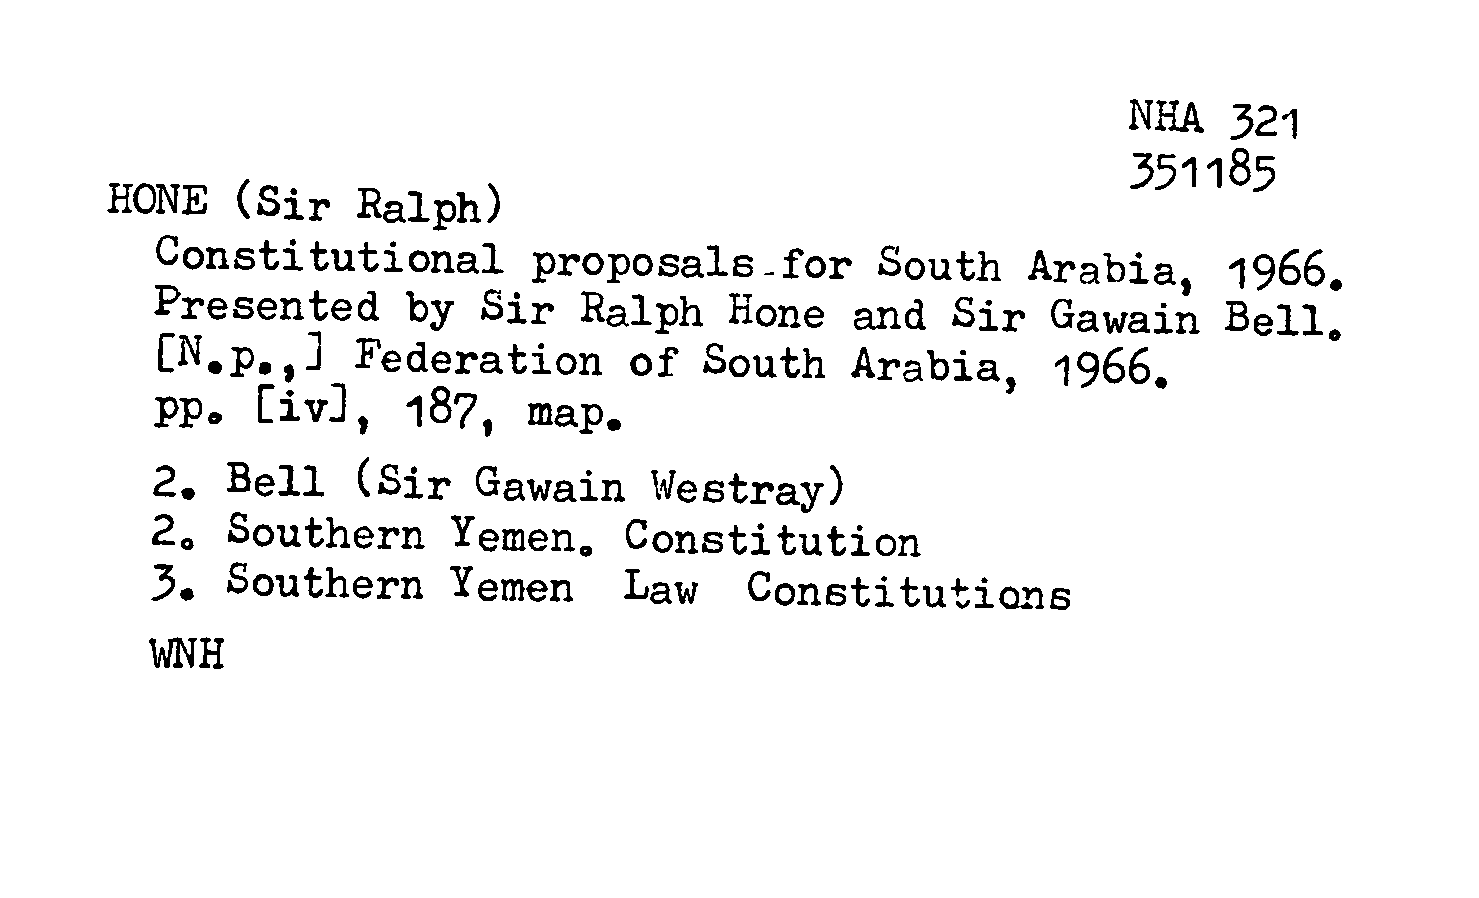 NHA 321
351185
HONE (Sir Ralph)
Constitutional proposals for South Arabia, 1966.
Presented by Sir Ralph Hone and Sir Gawain Bell.
[N.p.,] Federation of South Arabia, 1966.
pp. [iv], 187, map.
2. Bell (Sir Gawain Westray)
2. Southern Yemen. Constitution
3. Southern Yemen Law Constitutions
WNH